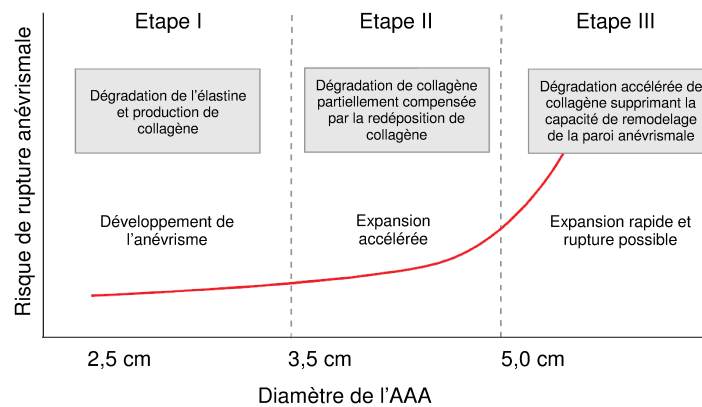 Etape I
Etape II
Etape III
Risque de rupture anévrismale
Dégradation de l'élastine
et production de
collagène
Dégradation de collagène
partiellement compensée
par la redéposition de
collagène
Dégradation accélérée de
collagène supprimant la
capacité de remodelage
de la paroi anévrismale
Développement de
l'anévrisme
Expansion
accélérée
Expansion rapide et
rupture possible
2,5 cm
3,5 cm
5,0 cm
Diamètre de l'AAA